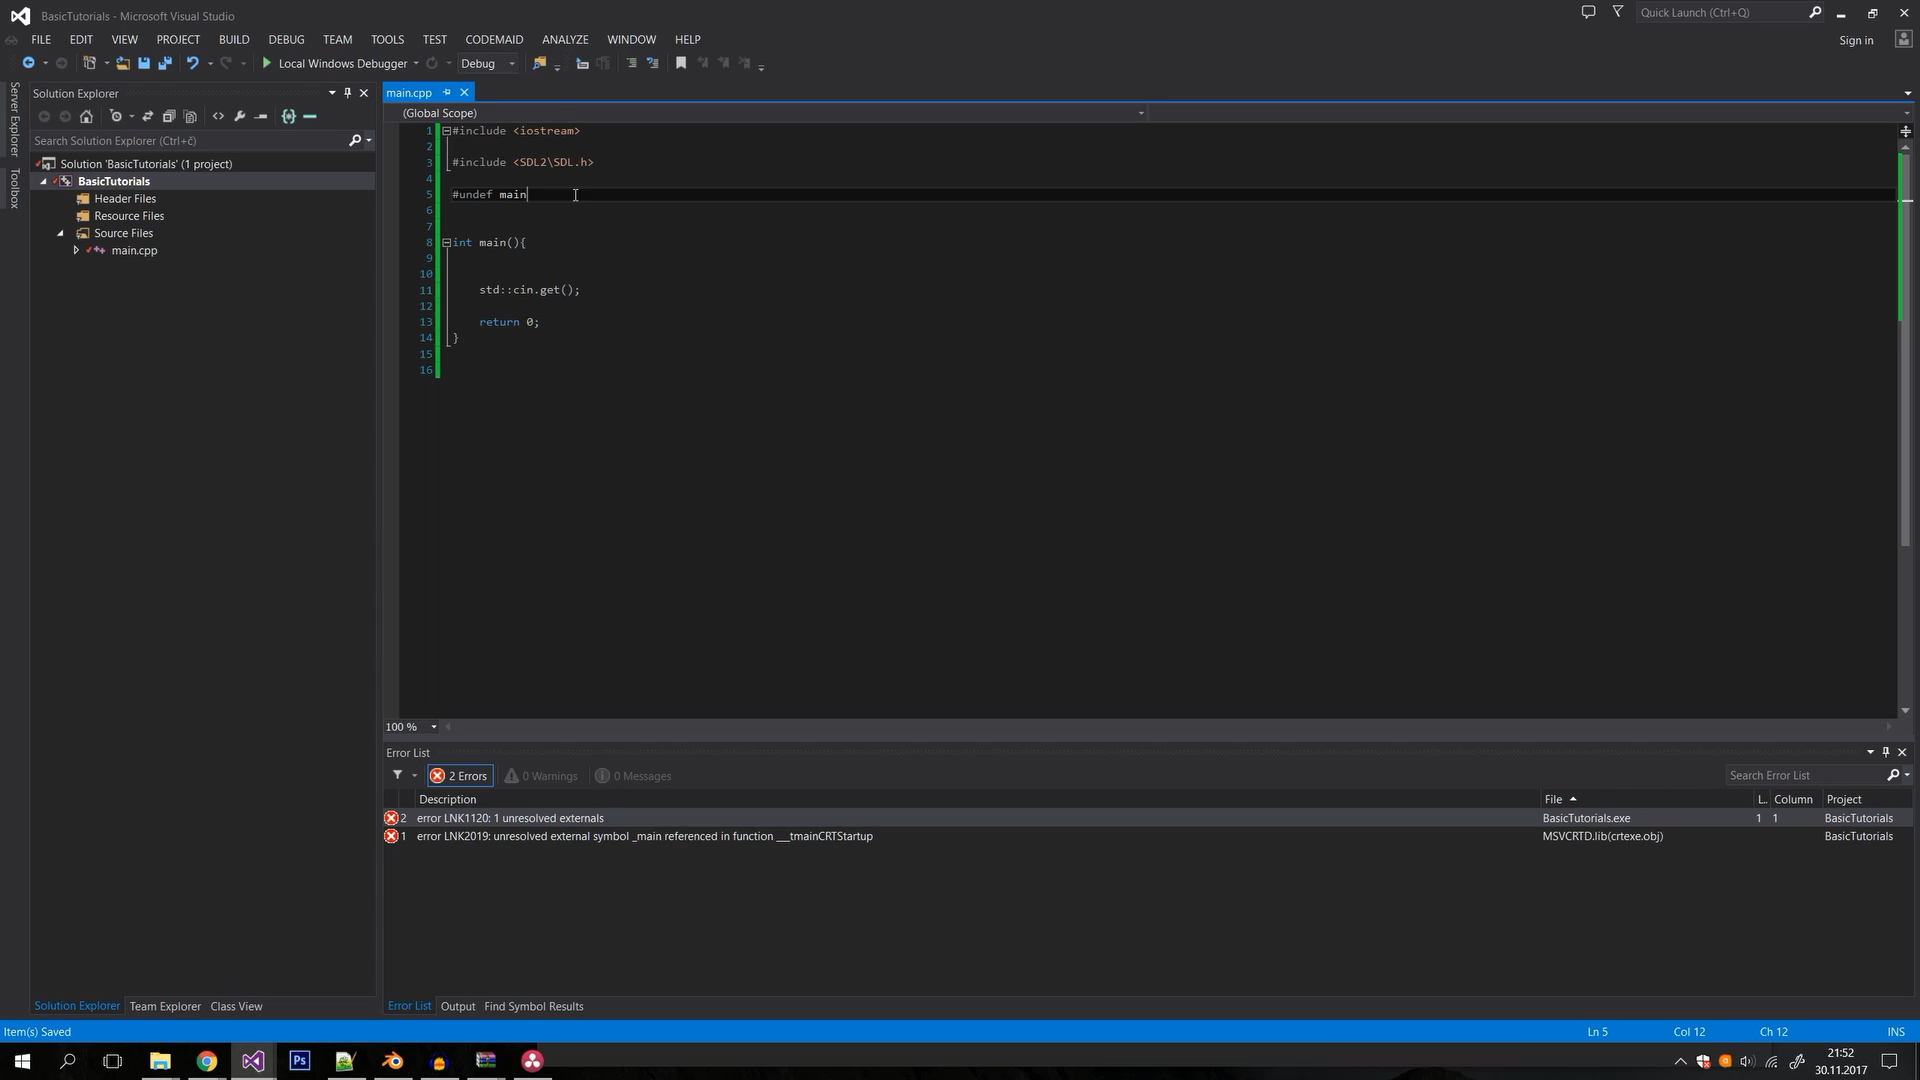 BasicTutorials - Microsoft Visual Studio
Quick Launch (Ctrl+Q)
FILE EDIT VIEW PROJECT BUILD DEBUG TEAM TOOLS TEST CODEMAID ANALYZE WINDOW HELP
Sign in
Local Windows Debugger Debug
Server Explorer
Toolbox
Solution Explorer
Search Solution Explorer (Ctrl+č)
Solution 'BasicTutorials' (1 project)
BasicTutorials
Header Files
Resource Files
Source Files
main.cpp
main.cpp
(Global Scope)
1 #include <iostream>
2
3 #include <SDL2\SDL.h>
4
5 #undef main
6
7
8 int main(){
9
10
11 std::cin.get();
12
13 return 0;
14 }
15
16
100 %
Error List
2 Errors 0 Warnings 0 Messages
Search Error List
Description File L. Column Project
2 error LNK1120: 1 unresolved externals BasicTutorials.exe 1 1 BasicTutorials
1 error LNK2019: unresolved external symbol _main referenced in function ___tmainCRTStartup MSVCRTD.lib(crtexe.obj) BasicTutorials
Solution Explorer Team Explorer Class View
Error List Output Find Symbol Results
Item(s) Saved Ln 5 Col 12 Ch 12 INS
Ps
21:52
30.11.2017